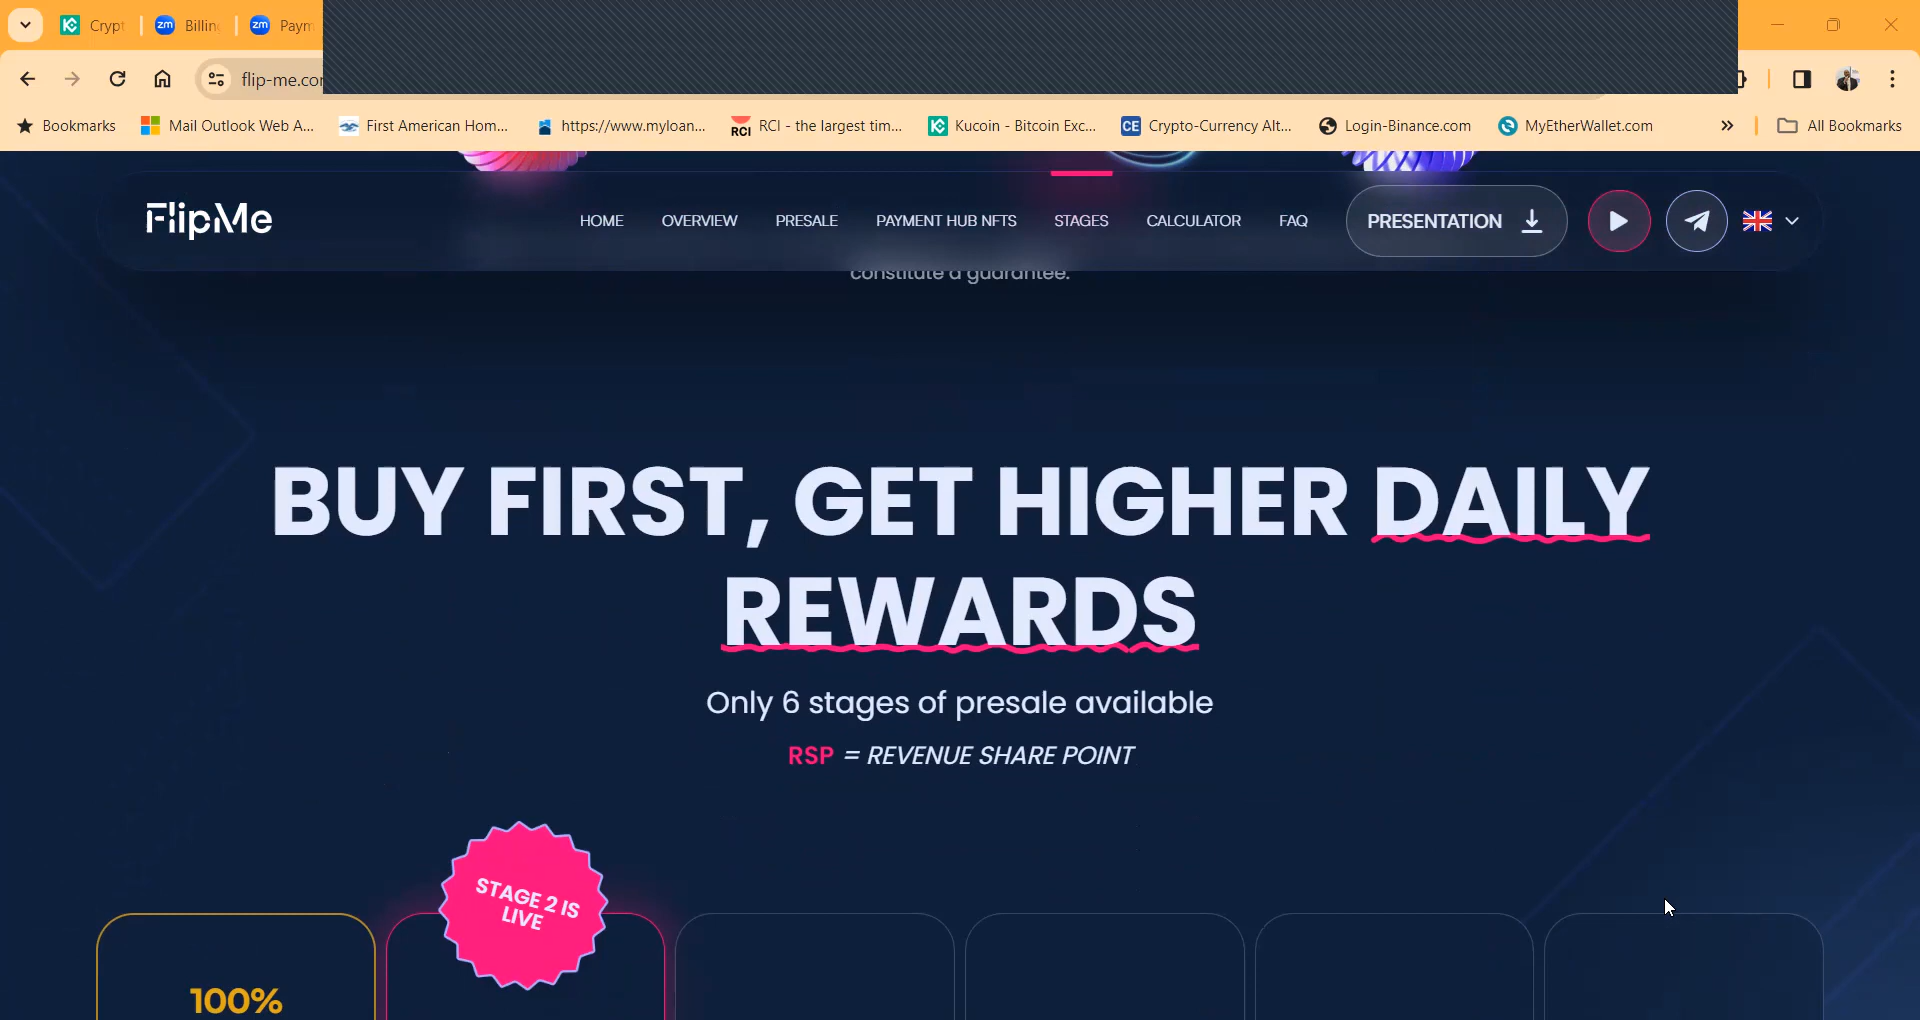 Crypt
Billin
Paym
flip-me.con
Bookmarks
Mail Outlook Web A...
First American Hom...
https://www.myloan...
RCI
RCI - the largest tim...
Kucoin - Bitcoin Exc...
CE
Crypto-Currency Alt...
Login-Binance.com
MyEtherWallet.com
All Bookmarks
FlipMe
HOME
OVERVIEW
PRESALE
PAYMENT HUB NFTS
STAGES
CALCULATOR
FAQ
PRESENTATION
constitute a guarantee.
BUY FIRST, GET HIGHER DAILY
REWARDS
Only 6 stages of presale available
RSP = REVENUE SHARE POINT
STAGE 2 IS
LIVE
100%